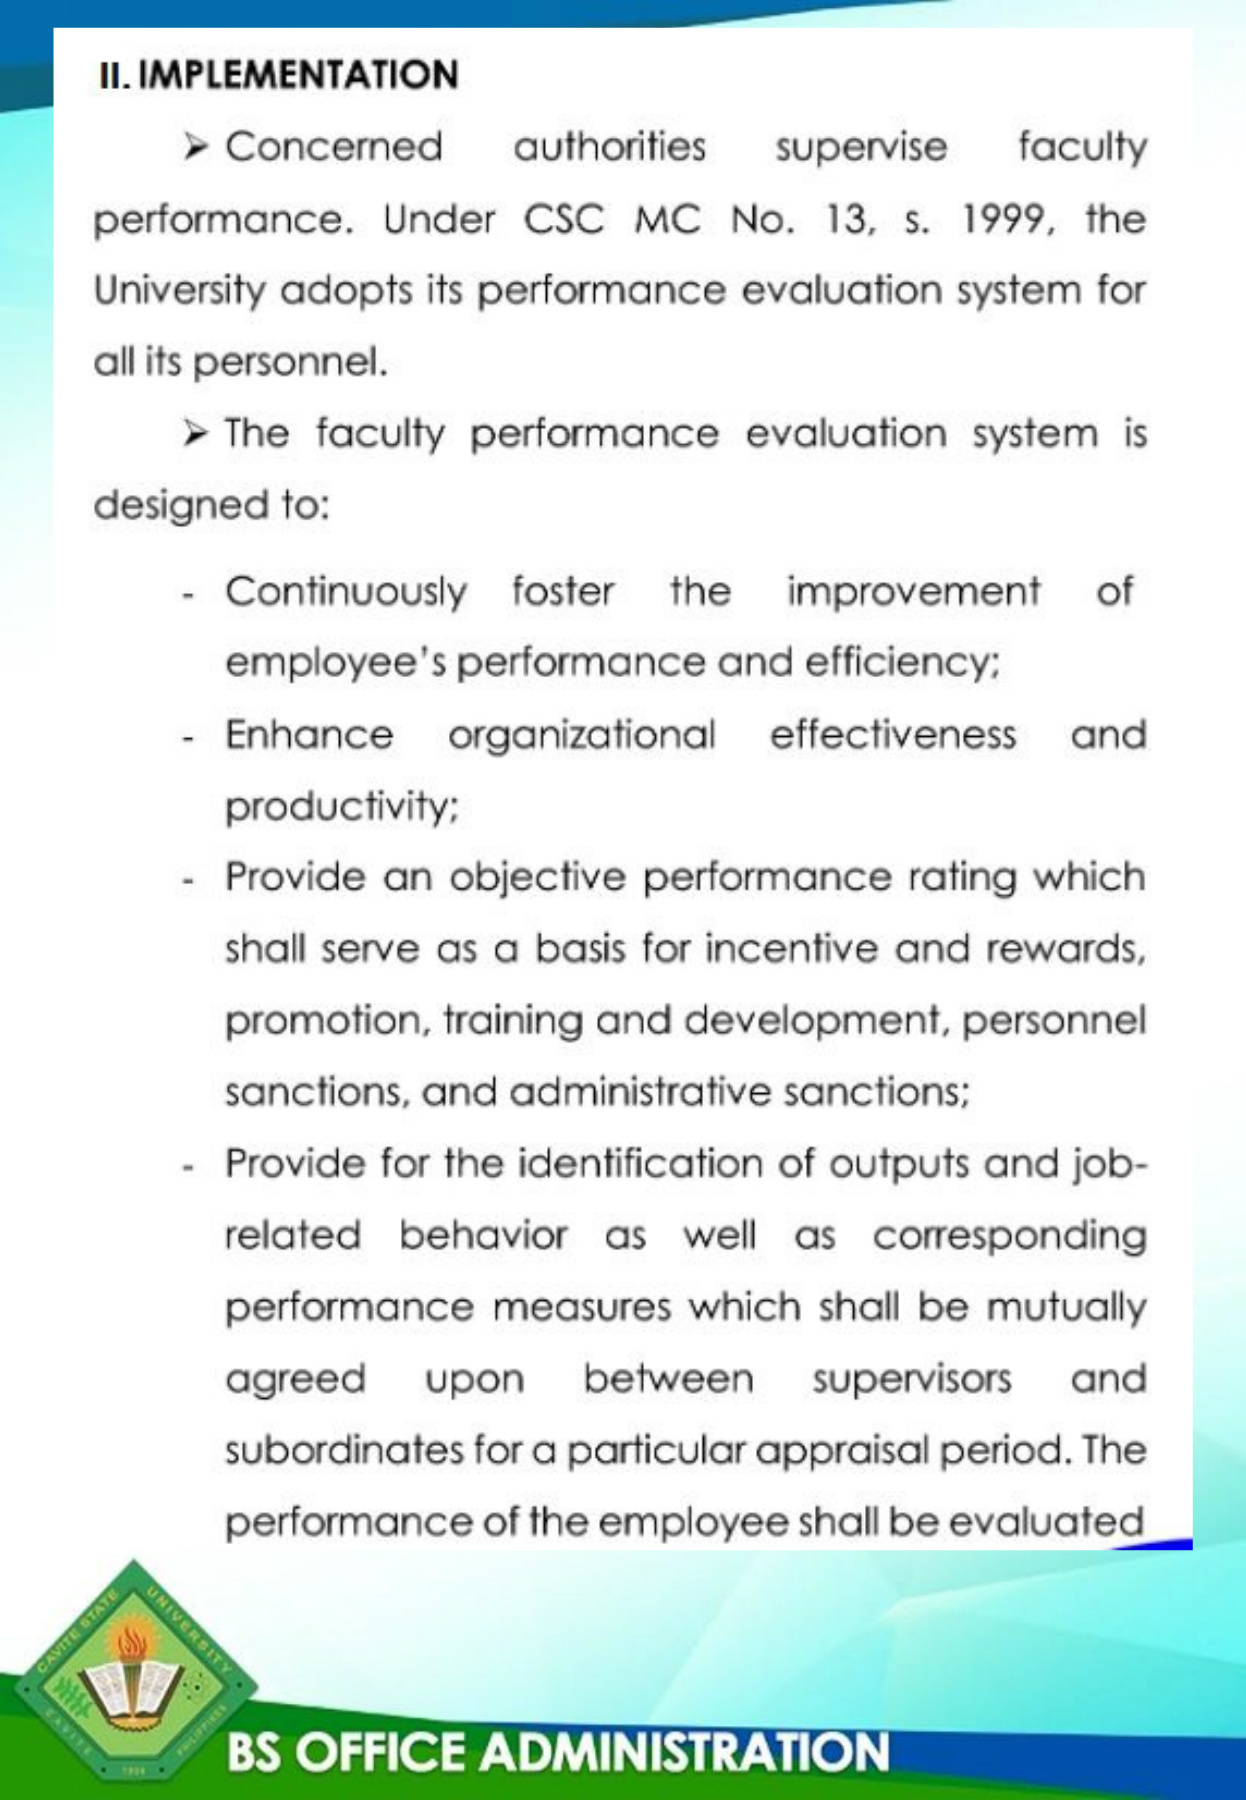 II. IMPLEMENTATION
➢ Concerned authorities supervise faculty
performance. Under CSC MC No. 13, s. 1999, the
University adopts its performance evaluation system for
all its personnel.
➢ The faculty performance evaluation system is
designed to:
- Continuously foster the improvement of
employee's performance and efficiency;
- Enhance organizational effectiveness and
productivity;
- Provide an objective performance rating which
shall serve as a basis for incentive and rewards,
promotion, training and development, personnel
sanctions, and administrative sanctions;
- Provide for the identification of outputs and job-
related behavior as well as corresponding
performance measures which shall be mutually
agreed upon between supervisors and
subordinates for a particular appraisal period. The
performance of the employee shall be evaluated
CAVITE STATE UNIVERSITY
CAVITE PHILIPPINES
1906
BS OFFICE ADMINISTRATION